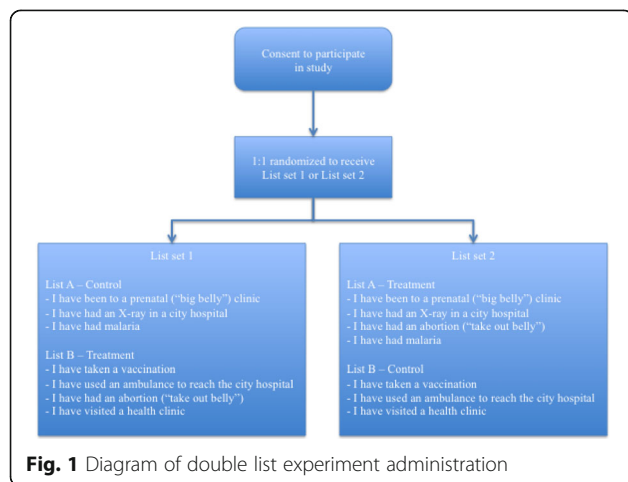 Consent to participate
in study
1:1 randomized to receive
List set 1 or List set 2
List set 1
List A – Control
- I have been to a prenatal (“big belly”) clinic
- I have had an X-ray in a city hospital
- I have had malaria
List B – Treatment
- I have taken a vaccination
- I have used an ambulance to reach the city hospital
- I have had an abortion (“take out belly”)
- I have visited a health clinic
List set 2
List A – Treatment
- I have been to a prenatal (“big belly”) clinic
- I have had an X-ray in a city hospital
- I have had an abortion (“take out belly”)
- I have had malaria
List B – Control
- I have taken a vaccination
- I have used an ambulance to reach the city hospital
- I have visited a health clinic
Fig. 1 Diagram of double list experiment administration